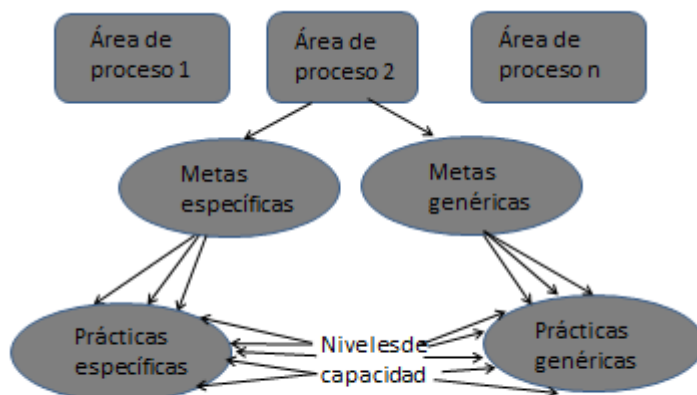 Área de
proceso 1
Área de
proceso 2
Área de
proceso n
Metas
específicas
Metas
genéricas
Prácticas
específicas
Nivelesde
capacidad
Prácticas
genéricas